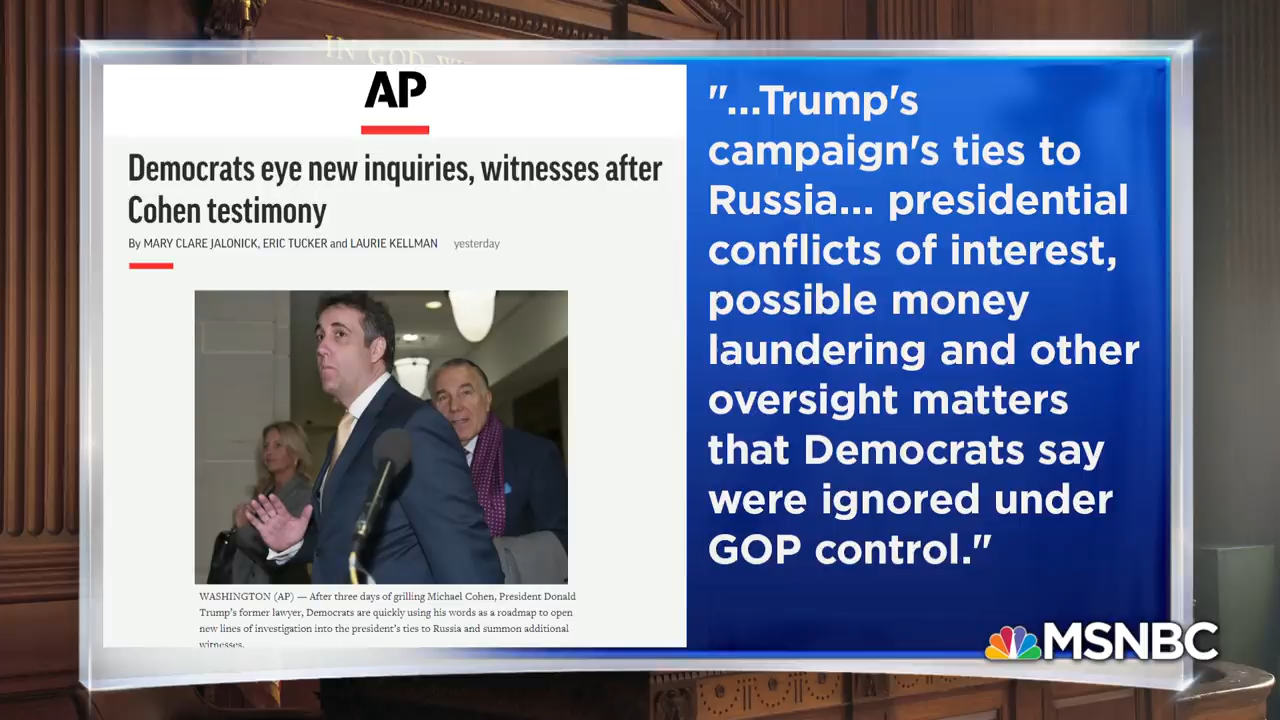 IN GOD WE
AP
Democrats eye new inquiries, witnesses after
Cohen testimony
By MARY CLARE JALONICK, ERIC TUCKER and LAURIE KELLMAN yesterday
WASHINGTON (AP) — After three days of grilling Michael Cohen, President Donald
Trump's former lawyer, Democrats are quickly using his words as a roadmap to open
new lines of investigation into the president's ties to Russia and summon additional
witnesses.
"...Trump's
campaign's ties to
Russia... presidential
conflicts of interest,
possible money
laundering and other
oversight matters
that Democrats say
were ignored under
GOP control."
MSNBC